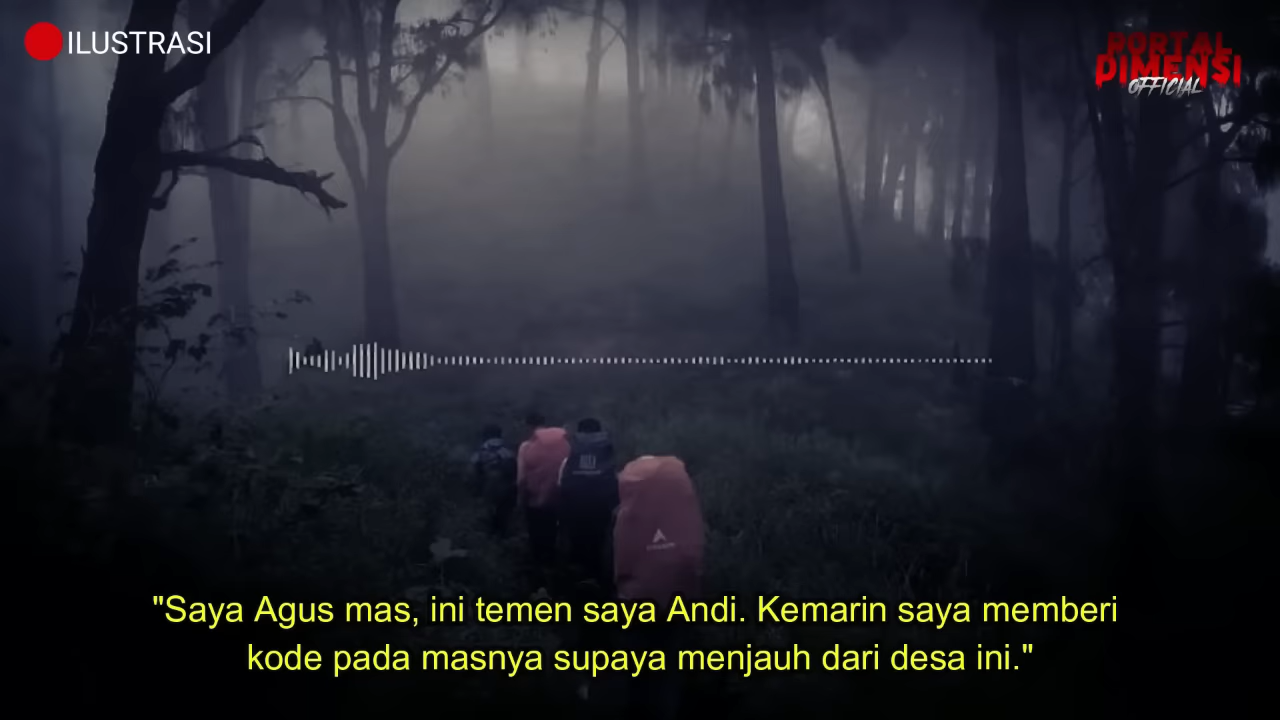 ILUSTRASI
PORTAL
DIMENSI
OFFICIAL
"Saya Agus mas, ini temen saya Andi. Kemarin saya memberi
kode pada masnya supaya menjauh dari desa ini."